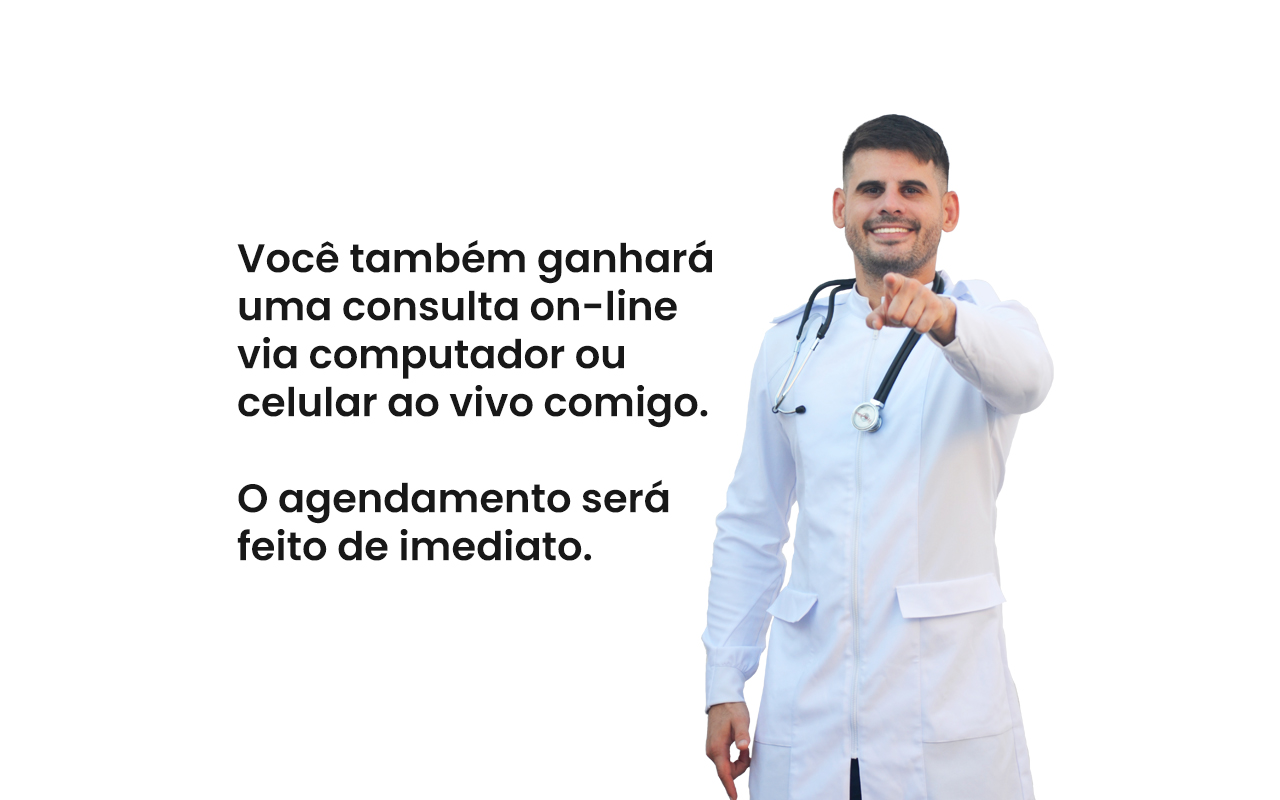 Você também ganhará
uma consulta on-line
via computador ou
celular ao vivo comigo.
O agendamento será
feito de imediato.